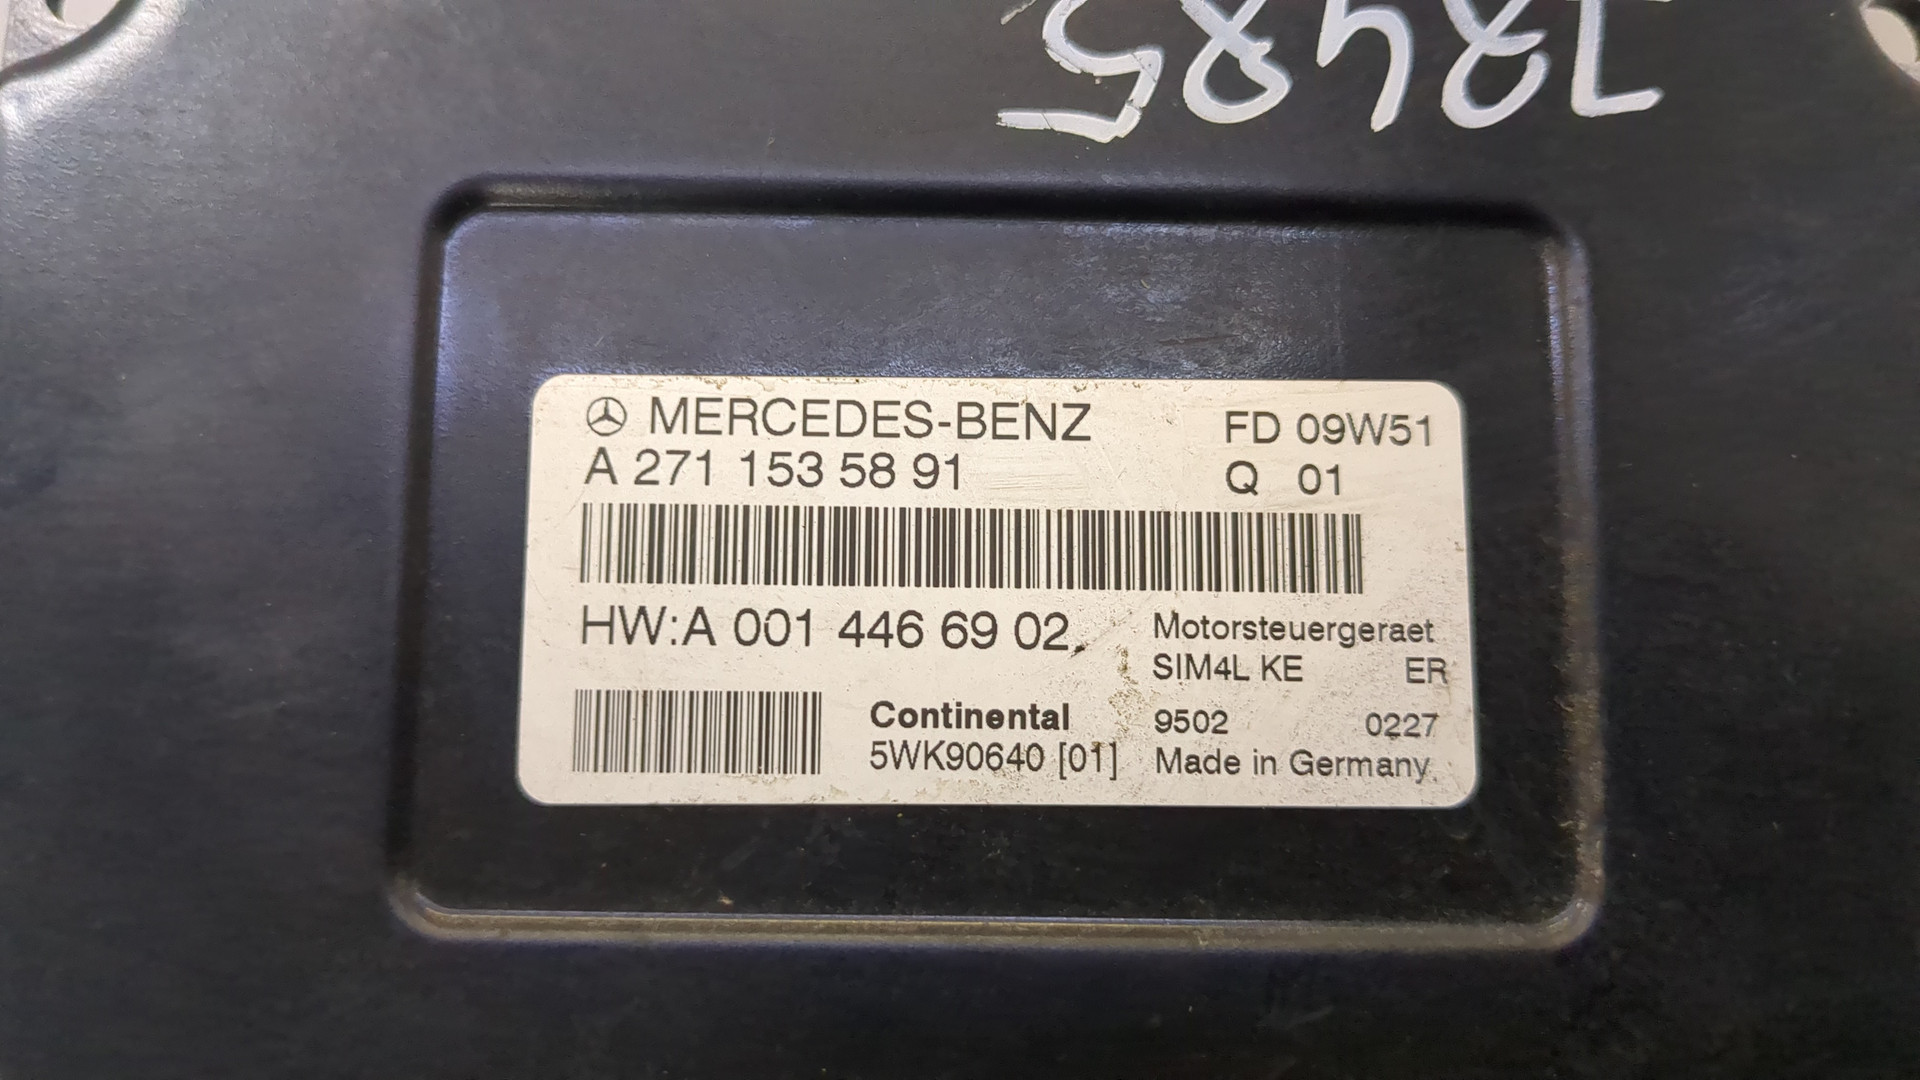 78485
MERCEDES-BENZ
A 271 153 58 91
FD 09W51
Q 01
HW:A 001 446 69 02
Motorsteuergeraet
SIM4L KE ER
Continental
5WK90640 [01]
9502 0227
Made in Germany